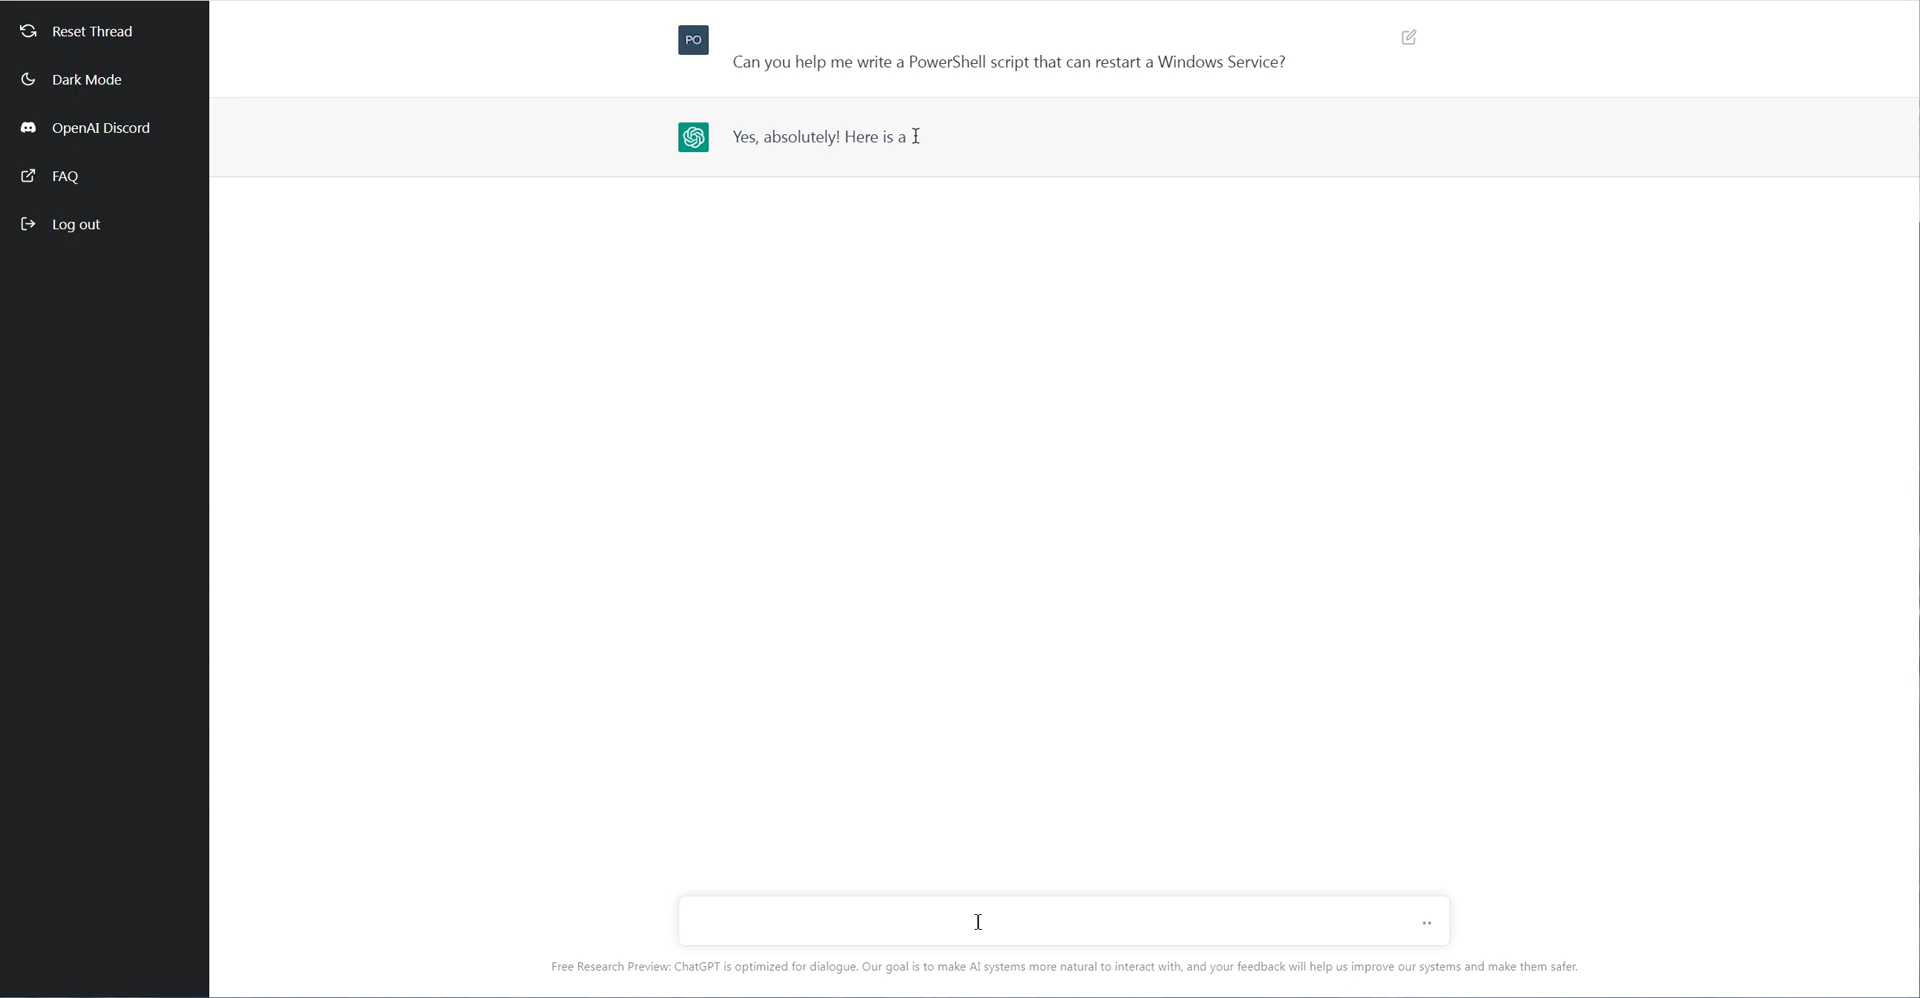 Reset Thread
Dark Mode
OpenAI Discord
FAQ
Log out
PO
Can you help me write a PowerShell script that can restart a Windows Service?
Yes, absolutely! Here is a
Free Research Preview: ChatGPT is optimized for dialogue. Our goal is to make AI systems more natural to interact with, and your feedback will help us improve our systems and make them safer.